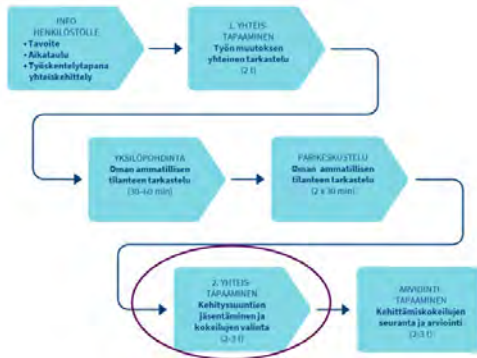 INFO
HENKILÖSTÖLLE
• Tavoite
• Aikataulu
• Työskentelytapana
yhteiskehittely
1. YHTEIS-
TAPAAMINEN
Työn muutoksen
yhteinen tarkastelu
(2 t)
YKSILÖPOHDINTA
Oman ammatillisen
tilanteen tarkastelu
(30–60 min)
PARIKESKUSTELU
Oman ammatillisen
tilanteen tarkastelu
(2 x 30 min)
2. YHTEIS-
TAPAAMINEN
Kehityssuuntien
jäsentäminen ja
kokeilujen valinta
(2-3 t)
ARVIOINTI-
TAPAAMINEN
Kehittämiskokeilujen
seuranta ja arviointi
(2-3 t)